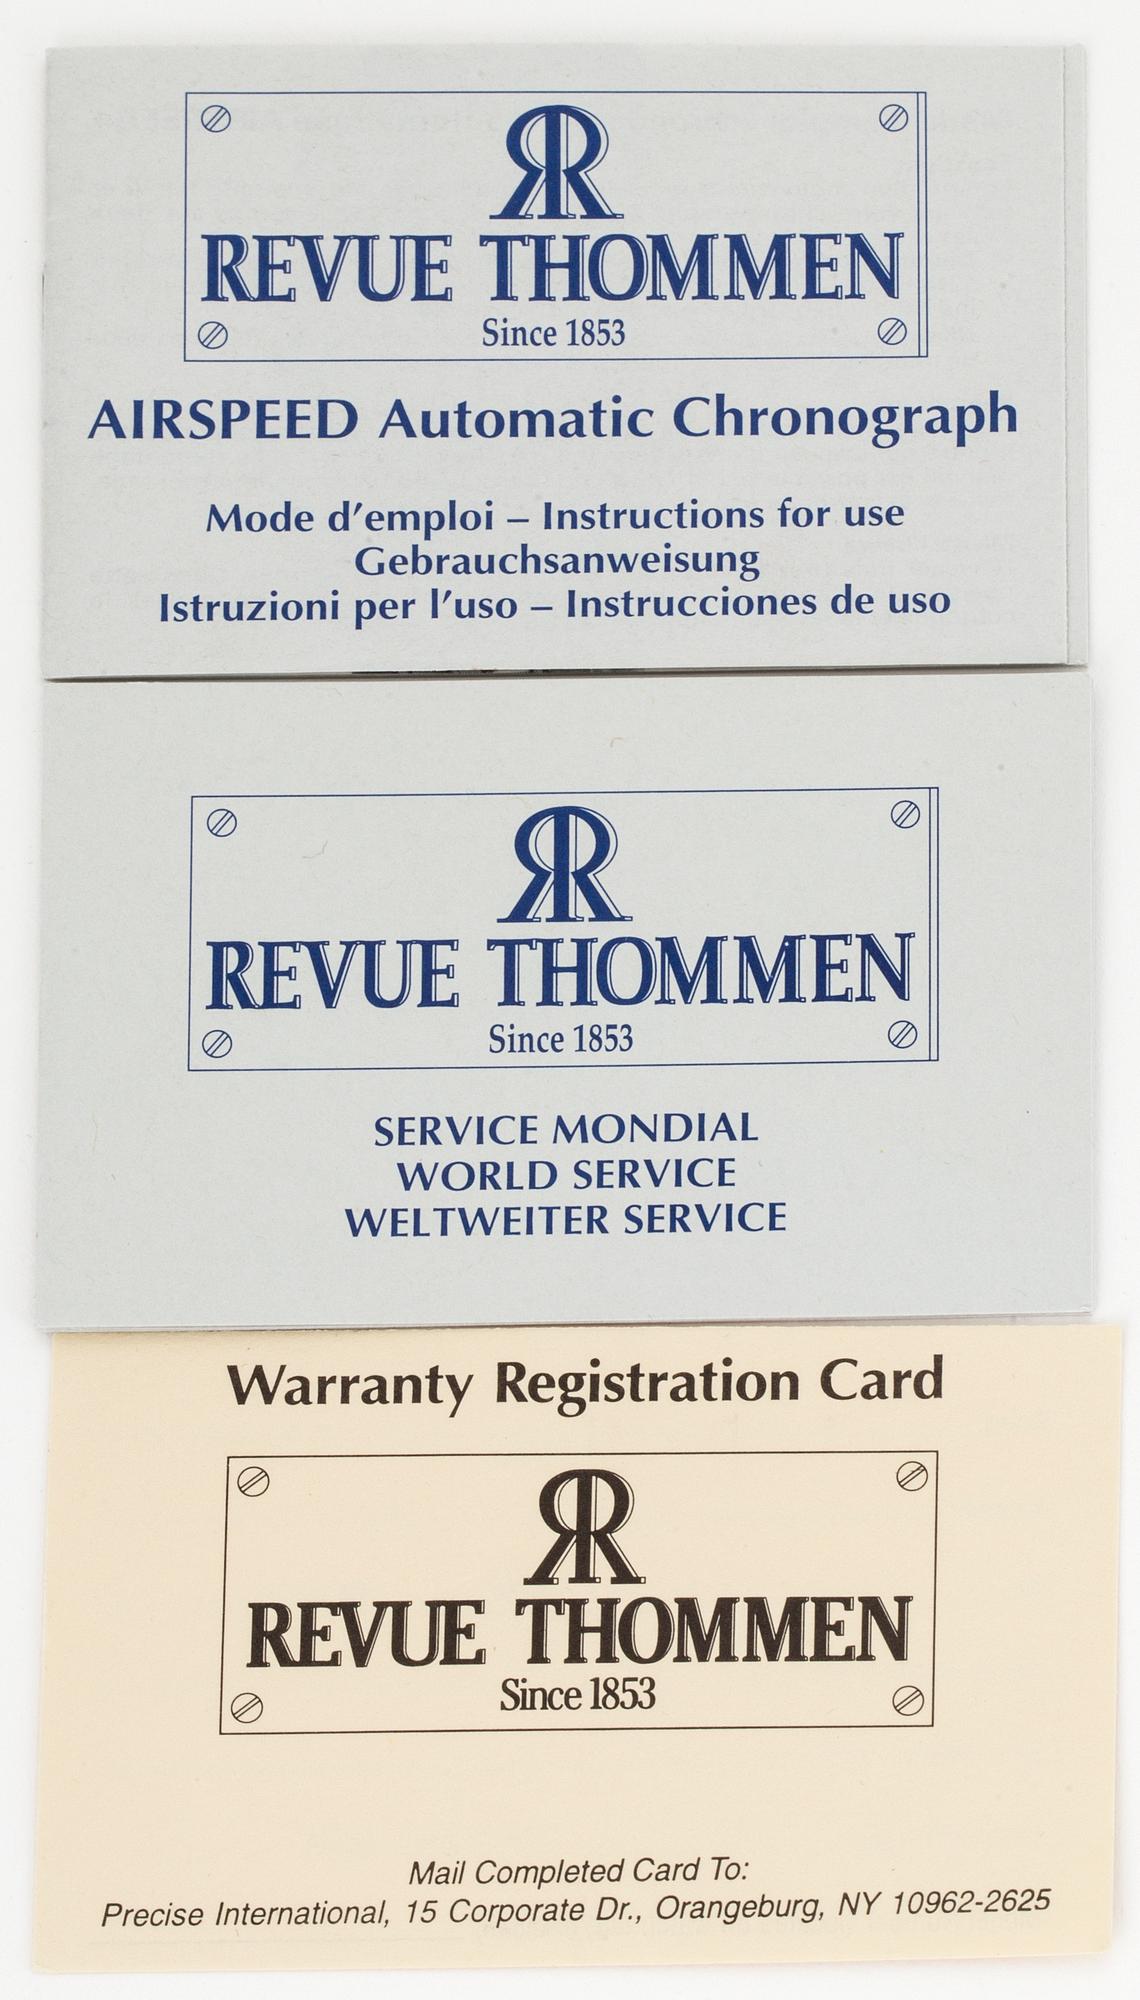 REVUE THOMMEN
Since 1853
AIRSPEED Automatic Chronograph
Mode d'emploi – Instructions for use
Gebrauchsanweisung
Istruzioni per l'uso – Instrucciones de uso
REVUE THOMMEN
Since 1853
SERVICE MONDIAL
WORLD SERVICE
WELTWEITER SERVICE
Warranty Registration Card
REVUE THOMMEN
Since 1853
Mail Completed Card To:
Precise International, 15 Corporate Dr., Orangeburg, NY 10962-2625